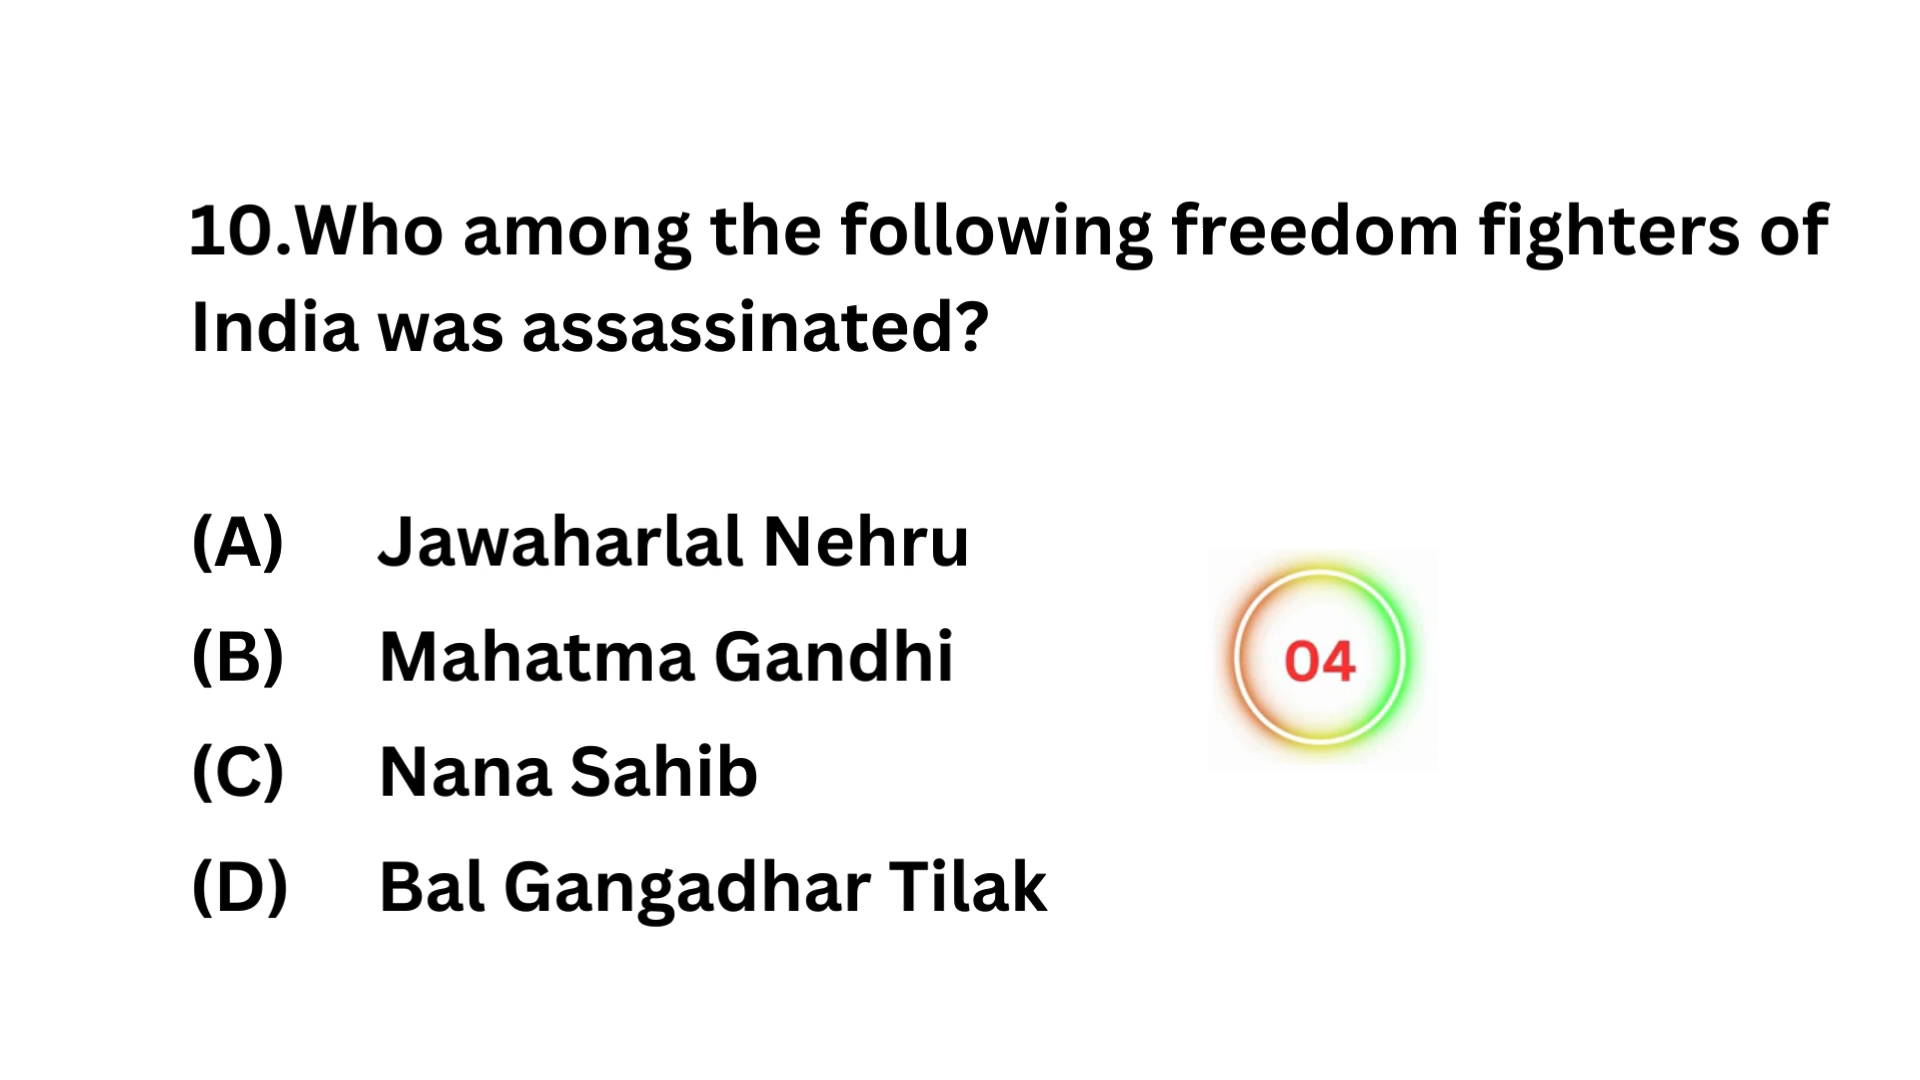 10.Who among the following freedom fighters of
India was assassinated?
(A) Jawaharlal Nehru
(B) Mahatma Gandhi
04
(C) Nana Sahib
(D) Bal Gangadhar Tilak